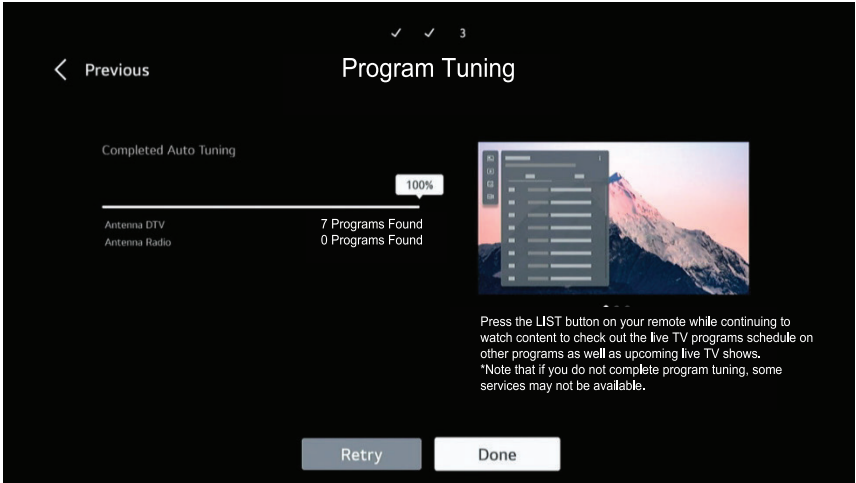 3
Previous
Program Tuning
Completed Auto Tuning
100%
Antenna DTV 7 Programs Found
Antenna Radio 0 Programs Found
Press the LIST button on your remote while continuing to
watch content to check out the live TV programs schedule on
other programs as well as upcoming live TV shows.
*Note that if you do not complete program tuning, some
services may not be available.
Retry
Done